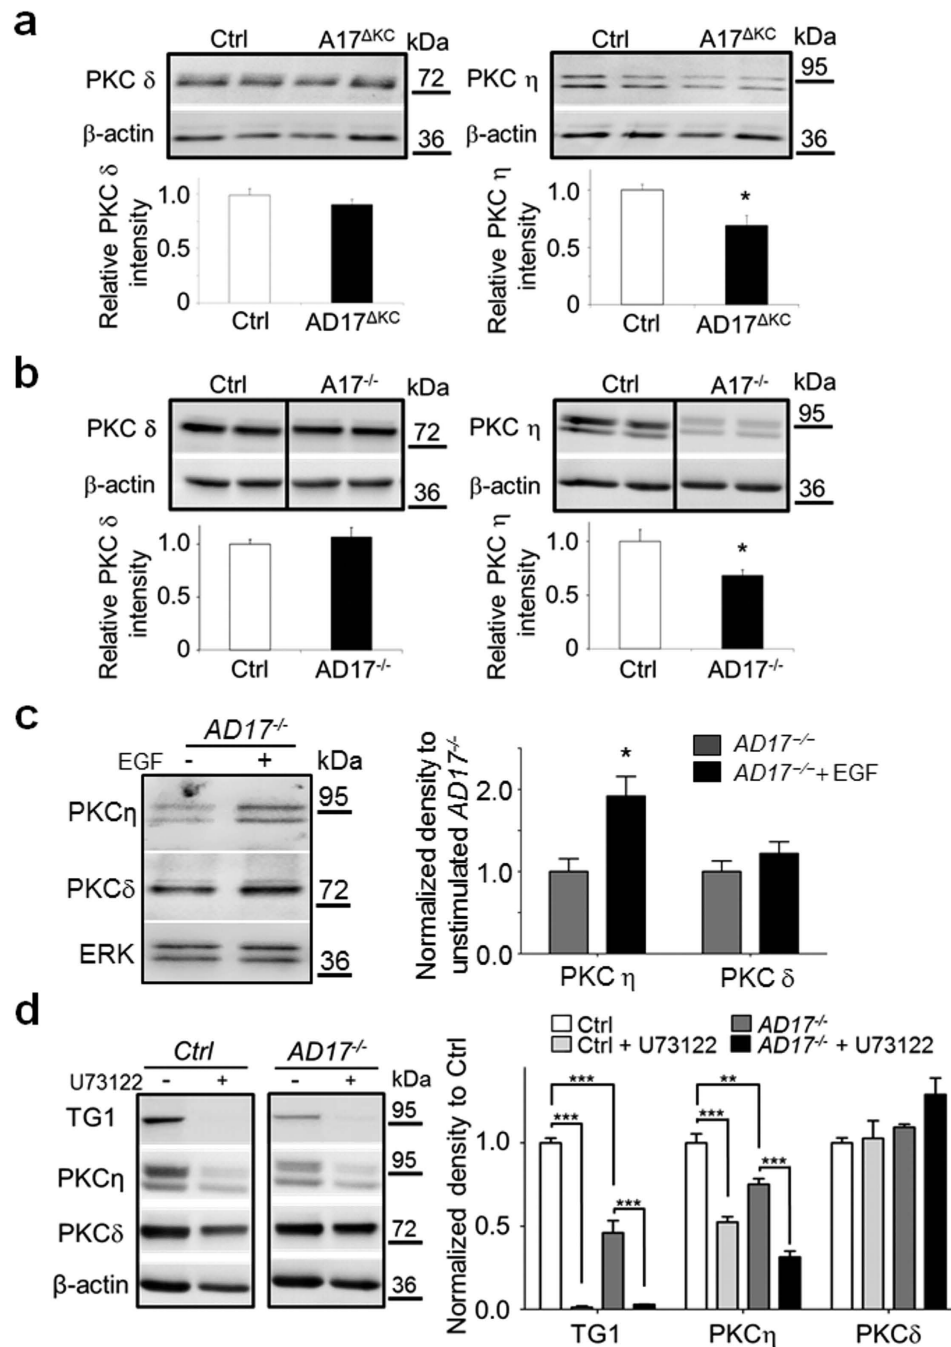 a
Ctrl A17ΔKC kDa
PKC δ 72
β-actin 36
Relative PKC δ
intensity
1.0
0.5
0
Ctrl AD17ΔKC
Ctrl A17ΔKC kDa
PKC η 95
β-actin 36
Relative PKC η
intensity
1.0
0.5
0
*
Ctrl AD17ΔKC
b
Ctrl A17-/- kDa
PKC δ 72
β-actin 36
Relative PKC δ
intensity
1.0
0.5
0
Ctrl AD17-/-
Ctrl A17-/- kDa
PKC η 95
β-actin 36
Relative PKC η
intensity
1.0
0.5
0
*
Ctrl AD17-/-
c
AD17-/-
EGF - + kDa
PKCη 95
PKCδ 72
ERK 36
Normalized density to
unstimulated AD17-/-
2.0
1.0
0.0
*
AD17-/-
AD17-/- + EGF
PKC η PKC δ
d
Ctrl AD17-/-
U73122 - + - + kDa
TG1 95
PKCη 95
PKCδ 72
β-actin 36
Ctrl AD17-/-
Ctrl + U73122 AD17-/- + U73122
Normalized density to Ctrl
1.0
0.5
0.0
*** **
*** *** ***
***
TG1 PKCη PKCδ